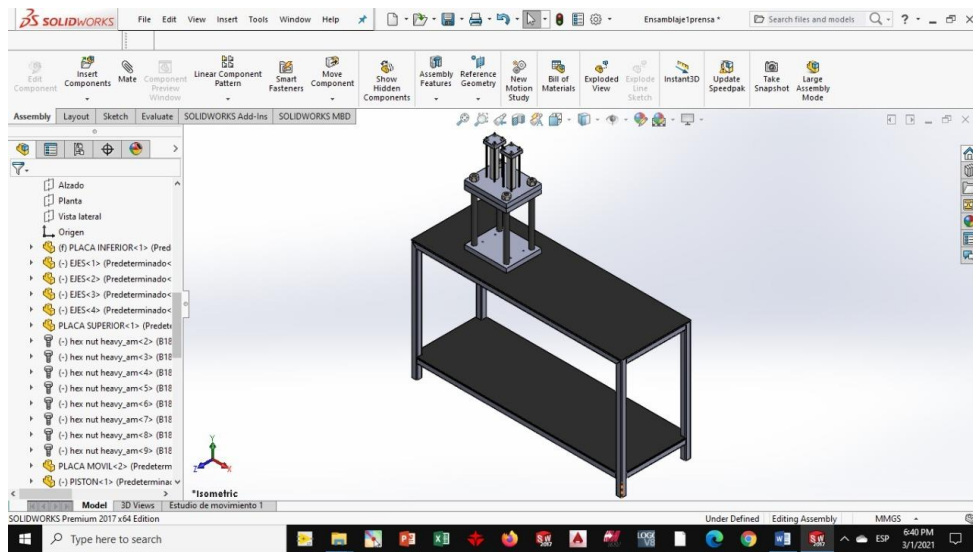 SOLIDWORKS File Edit View Insert Tools Window Help Ensamblaje1prensa * Search files and models
Edit Component
Insert Components
Mate
Component Preview Window
Linear Component Pattern
Smart Fasteners
Move Component
Show Hidden Components
Assembly Features
Reference Geometry
New Motion Study
Bill of Materials
Exploded View
Explode Line Sketch
Instant3D
Update Speedpak
Take Snapshot
Large Assembly Mode
Assembly Layout Sketch Evaluate SOLIDWORKS Add-Ins SOLIDWORKS MBD
Alzado
Planta
Vista lateral
Origen
(f) PLACA INFERIOR<1> (Pred
(-) EJES<1> (Predeterminado<
(-) EJES<2> (Predeterminado<
(-) EJES<3> (Predeterminado<
(-) EJES<4> (Predeterminado<
PLACA SUPERIOR<1> (Predet
(-) hex nut heavy_am<2> (B18
(-) hex nut heavy_am<3> (B18
(-) hex nut heavy_am<4> (B18
(-) hex nut heavy_am<5> (B18
(-) hex nut heavy_am<6> (B18
(-) hex nut heavy_am<7> (B18
(-) hex nut heavy_am<8> (B18
(-) hex nut heavy_am<9> (B18
PLACA MOVIL<2> (Predeterm
(-) PISTON<1> (Predeterminac
Y
Z X
*Isometric
Model 3D Views Estudio de movimiento 1
SOLIDWORKS Premium 2017 x64 Edition Under Defined Editing Assembly MMGS
Type here to search ESP 6:40 PM
3/1/2021